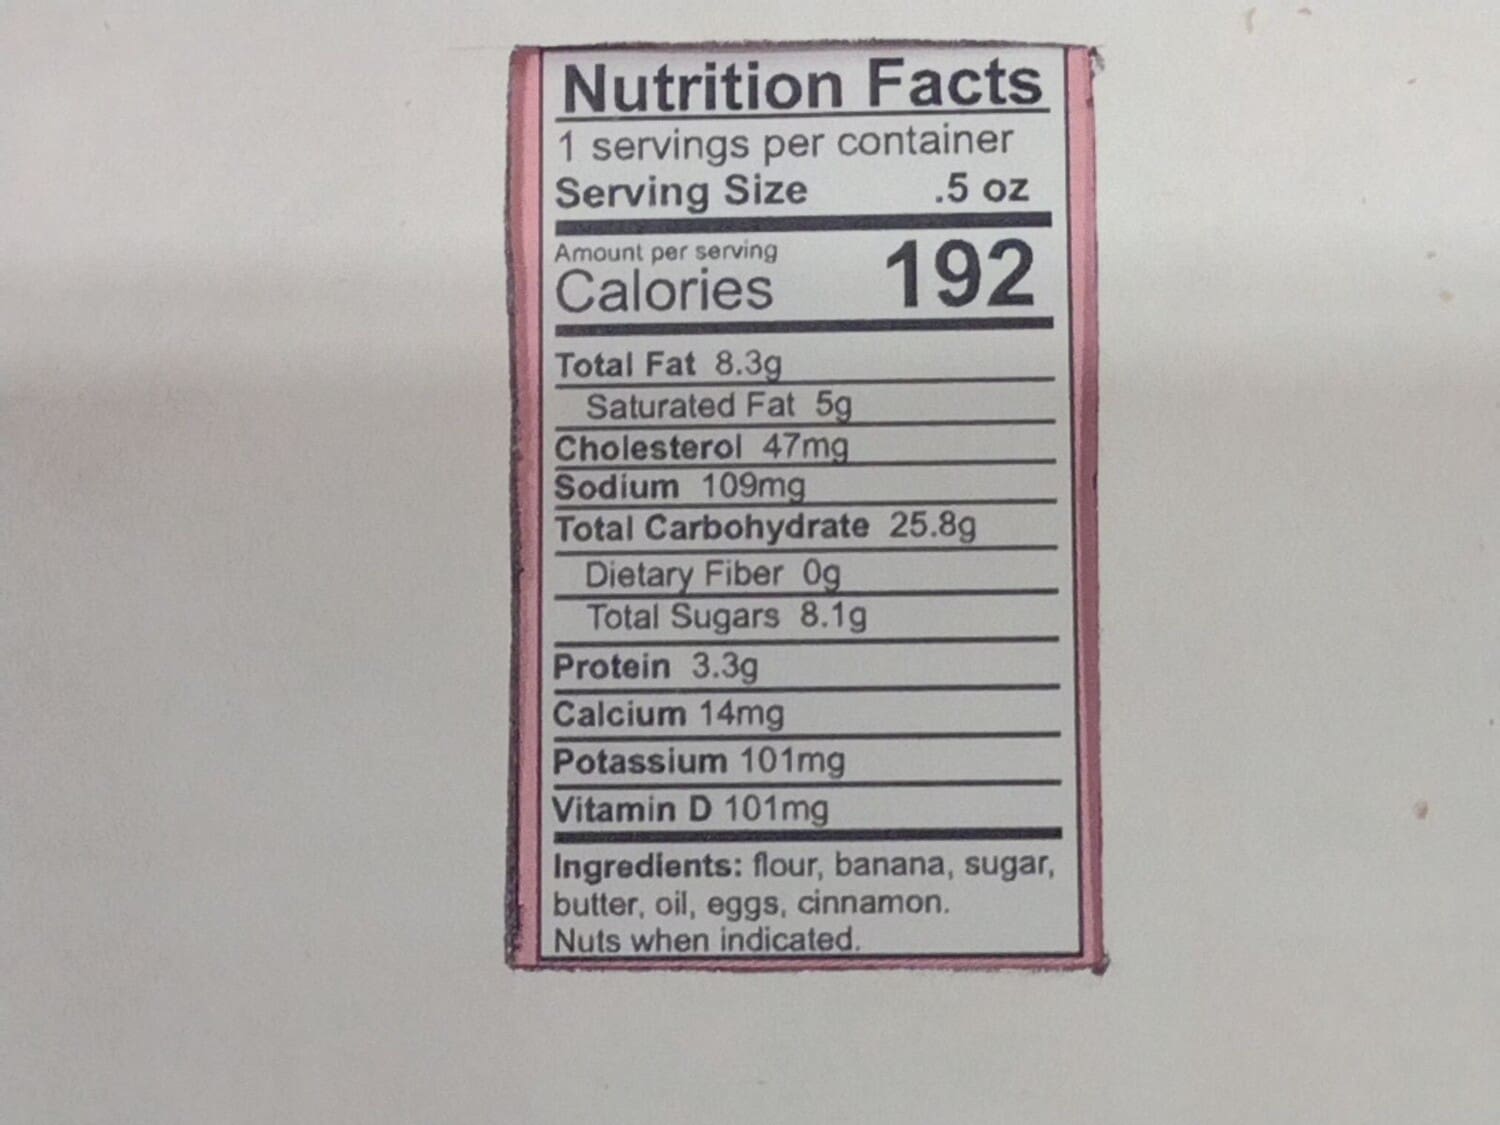 Nutrition Facts
1 servings per container
Serving Size .5 oz
Amount per serving
Calories 192
Total Fat 8.3g
Saturated Fat 5g
Cholesterol 47mg
Sodium 109mg
Total Carbohydrate 25.8g
Dietary Fiber 0g
Total Sugars 8.1g
Protein 3.3g
Calcium 14mg
Potassium 101mg
Vitamin D 101mg
Ingredients: flour, banana, sugar,
butter, oil, eggs, cinnamon.
Nuts when indicated.